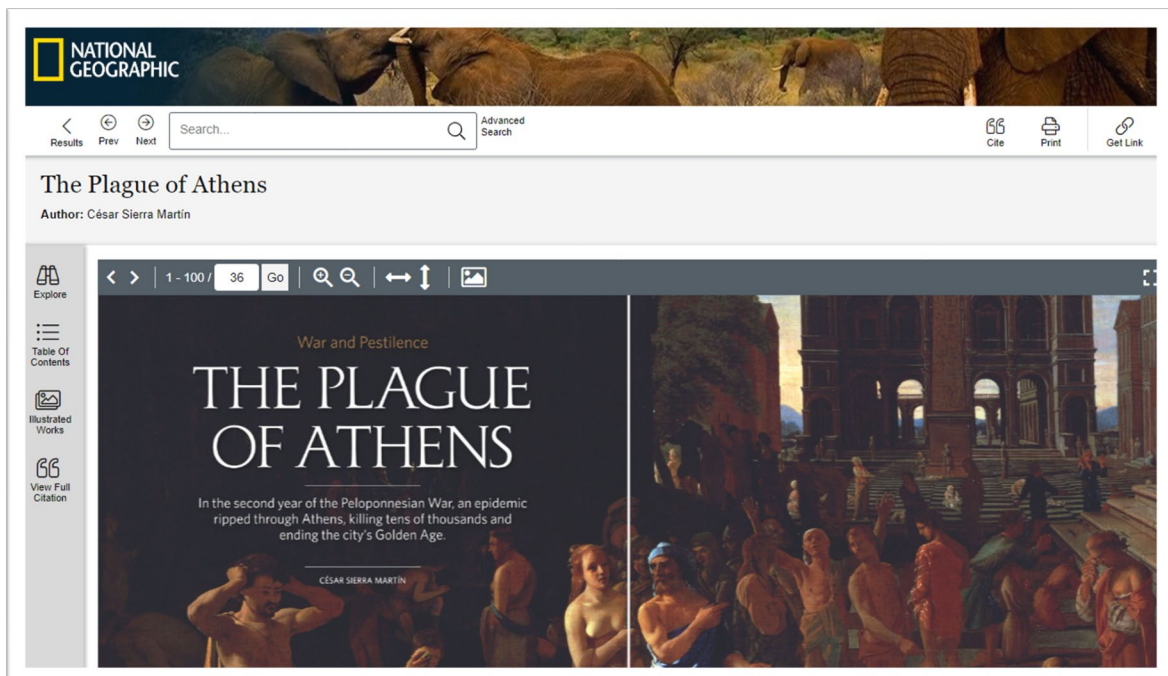 NATIONAL
GEOGRAPHIC
Results
Prev
Next
Search...
Advanced
Search
Cite
Print
Get Link
The Plague of Athens
Author: César Sierra Martín
Explore
Table Of
Contents
Illustrated
Works
View Full
Citation
1 - 100 / 36 Go
War and Pestilence
THE PLAGUE
OF ATHENS
In the second year of the Peloponnesian War, an epidemic
ripped through Athens, killing tens of thousands and
ending the city's Golden Age.
CÉSAR SIERRA MARTÍN